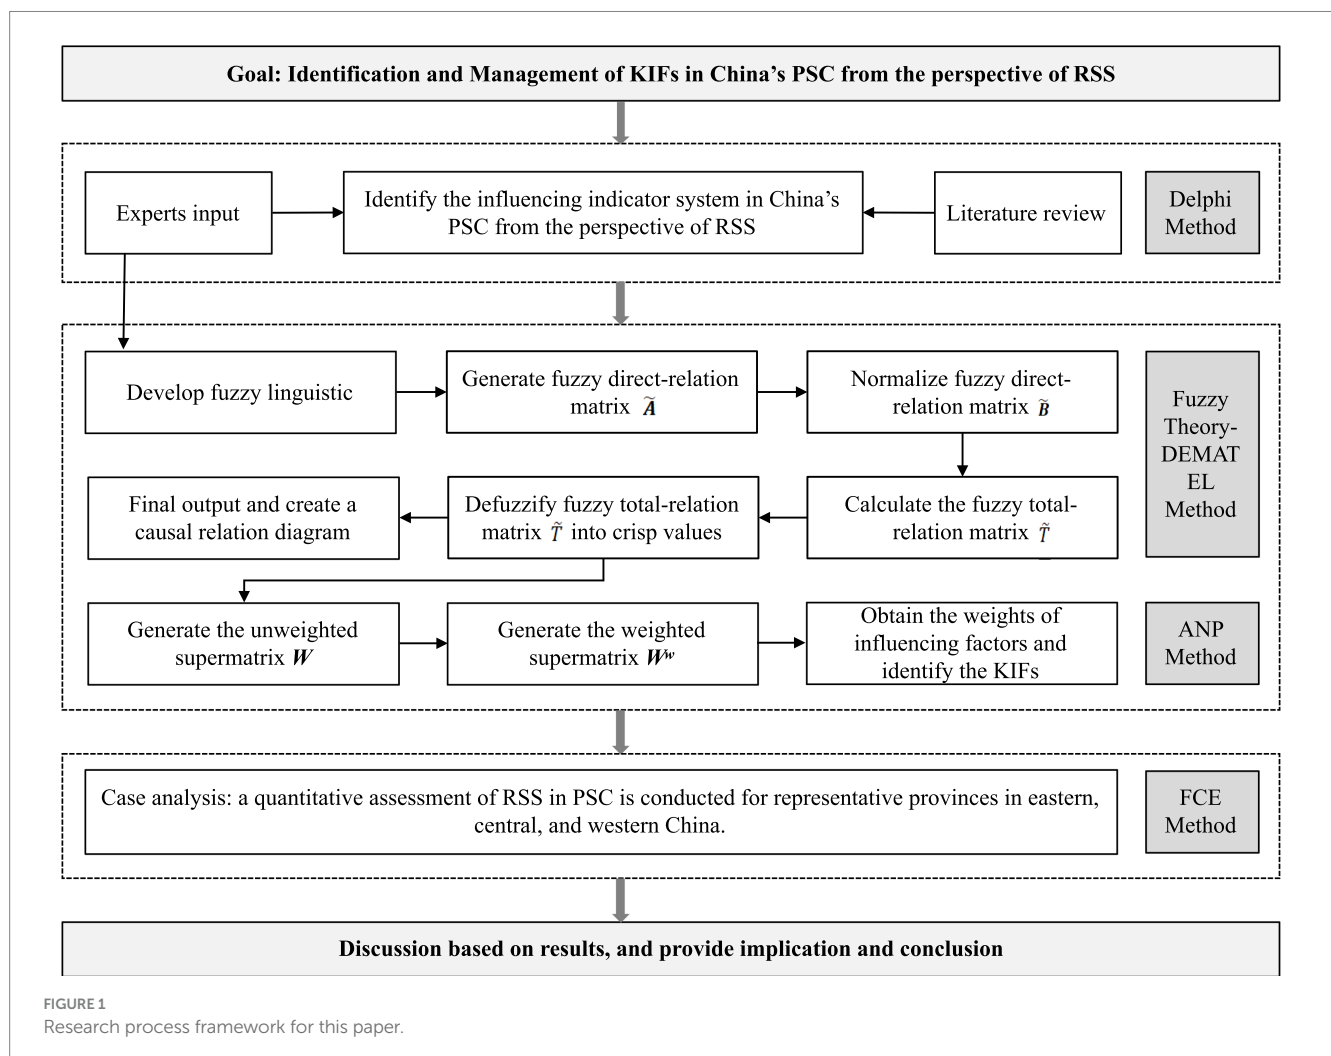 Goal: Identification and Management of KIFs in China's PSC from the perspective of RSS
Experts input
Identify the influencing indicator system in China's
PSC from the perspective of RSS
Literature review
Delphi
Method
Develop fuzzy linguistic
Generate fuzzy direct-relation
matrix Ã
Normalize fuzzy direct-
relation matrix B̃
Fuzzy
Theory-
DEMAT
EL
Method
Final output and create a
causal relation diagram
Defuzzify fuzzy total-relation
matrix T̃ into crisp values
Calculate the fuzzy total-
relation matrix T̃
Generate the unweighted
supermatrix W
Generate the weighted
supermatrix Wʷ
Obtain the weights of
influencing factors and
identify the KIFs
ANP
Method
Case analysis: a quantitative assessment of RSS in PSC is conducted for representative provinces in eastern,
central, and western China.
FCE
Method
Discussion based on results, and provide implication and conclusion
FIGURE 1
Research process framework for this paper.